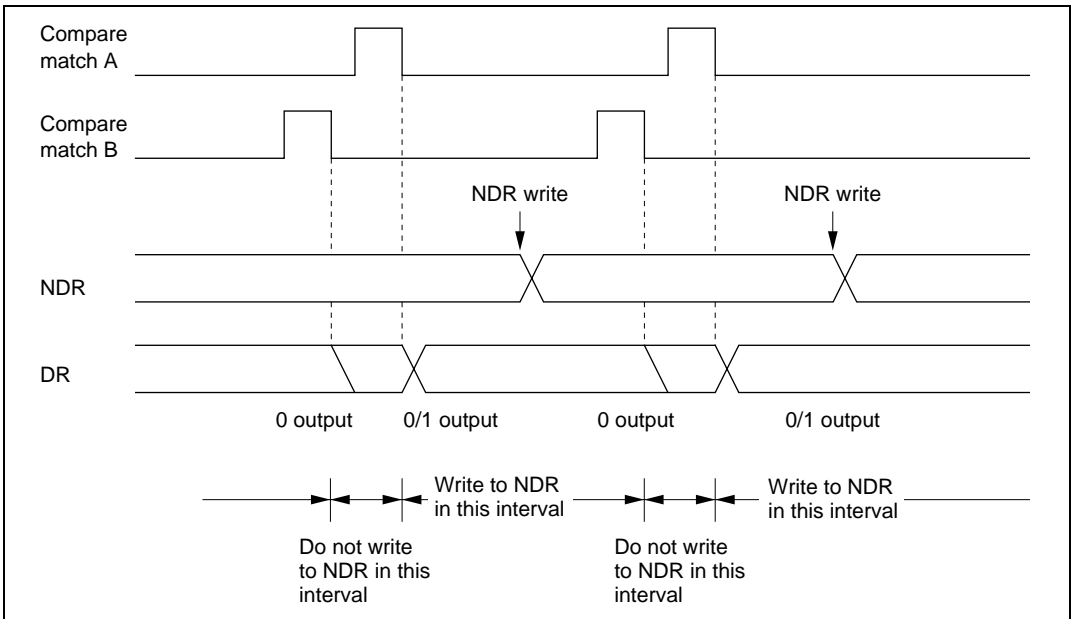 Compare
match A
Compare
match B
NDR write
NDR write
NDR
DR
0 output
0/1 output
0 output
0/1 output
Write to NDR
in this interval
Write to NDR
in this interval
Do not write
to NDR in this
interval
Do not write
to NDR in this
interval